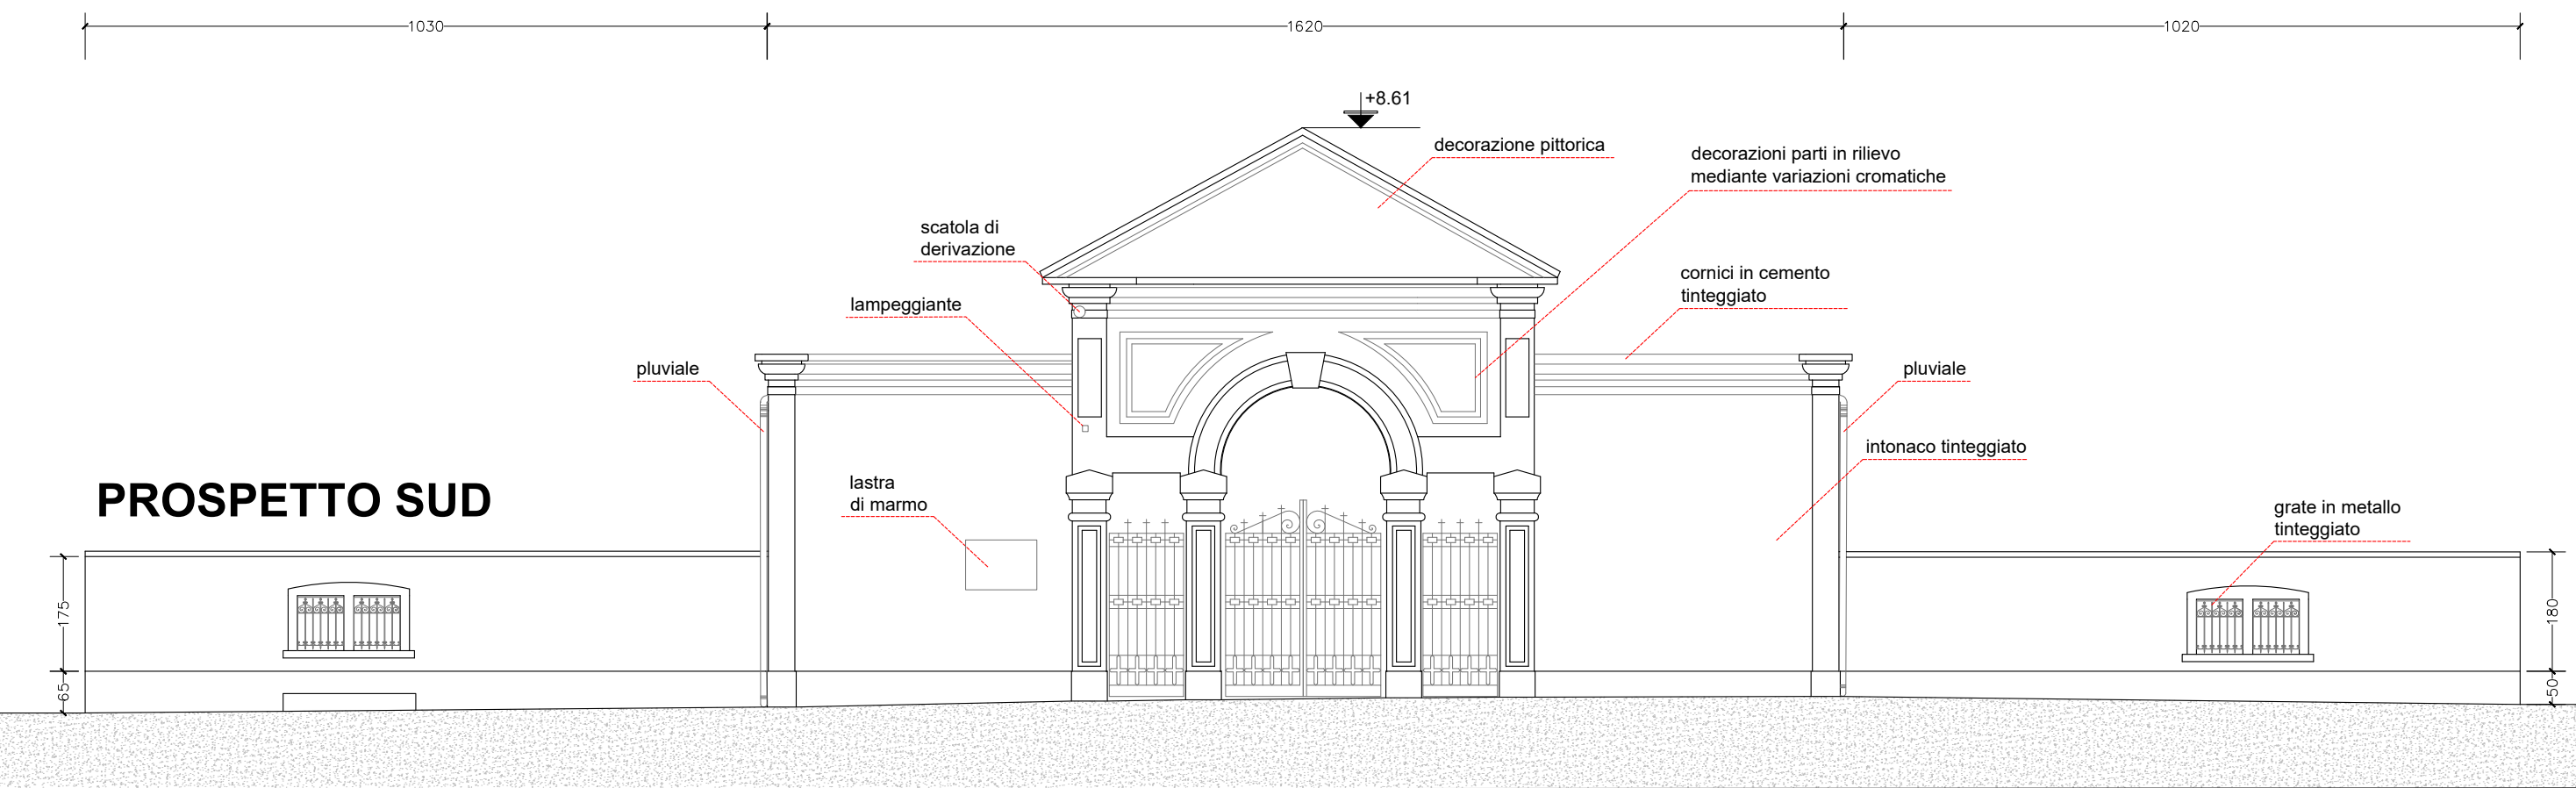 1030
1620
1020
+8.61
decorazione pittorica
decorazioni parti in rilievo
mediante variazioni cromatiche
scatola di
derivazione
cornici in cemento
tinteggiato
lampeggiante
pluviale
pluviale
intonaco tinteggiato
lastra
di marmo
PROSPETTO SUD
grate in metallo
tinteggiato
175
180
65
50